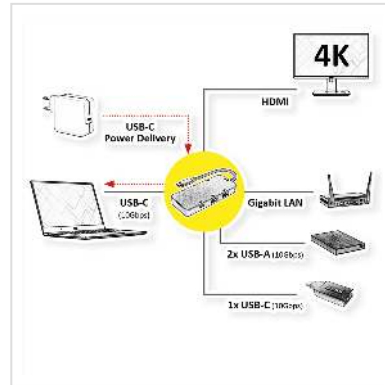 4K
HDMI
USB-C
Power Delivery
USB-C
(10Gbps)
Gigabit LAN
2x USB-A (10Gbps)
1x USB-C (10Gbps)